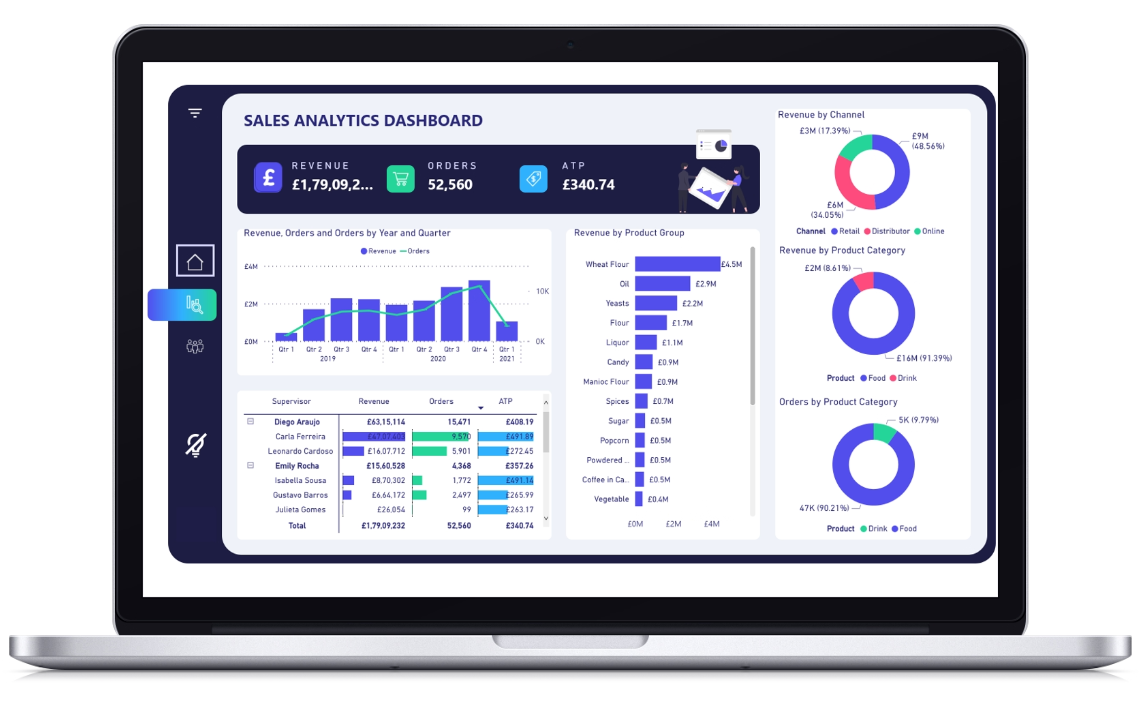 SALES ANALYTICS DASHBOARD
REVENUE
£1,79,09,2...
ORDERS
52,560
ATP
£340.74
Revenue, Orders and Orders by Year and Quarter
Revenue Orders
£4M
£2M
£0M
10K
0K
Qtr 1 Qtr 2 Qtr 3 Qtr 4 Qtr 1 Qtr 2 Qtr 3 Qtr 4 Qtr 1
2019 2020 2021
Supervisor Revenue Orders ATP
Diego Araujo £63,15,114 15,471 £408.19
Carla Ferreira £47,07,403 9,570 £491.89
Leonardo Cardoso £16,07,712 5,901 £272.45
Emily Rocha £15,60,528 4,368 £357.26
Isabella Sousa £8,70,302 1,772 £491.14
Gustavo Barros £6,64,172 2,497 £265.99
Julieta Gomes £26,054 99 £263.17
Total £1,79,09,232 52,560 £340.74
Revenue by Product Group
Wheat Flour £4.5M
Oil £2.9M
Yeasts £2.2M
Flour £1.7M
Liquor £1.1M
Candy £0.9M
Manioc Flour £0.9M
Spices £0.7M
Sugar £0.5M
Popcorn £0.5M
Powdered ... £0.5M
Coffee in Ca... £0.5M
Vegetable £0.4M
£0M £2M £4M
Revenue by Channel
£3M (17.39%)
£9M
(48.56%)
£6M
(34.05%)
Channel Retail Distributor Online
Revenue by Product Category
£2M (8.61%)
£16M (91.39%)
Product Food Drink
Orders by Product Category
5K (9.79%)
47K (90.21%)
Product Drink Food